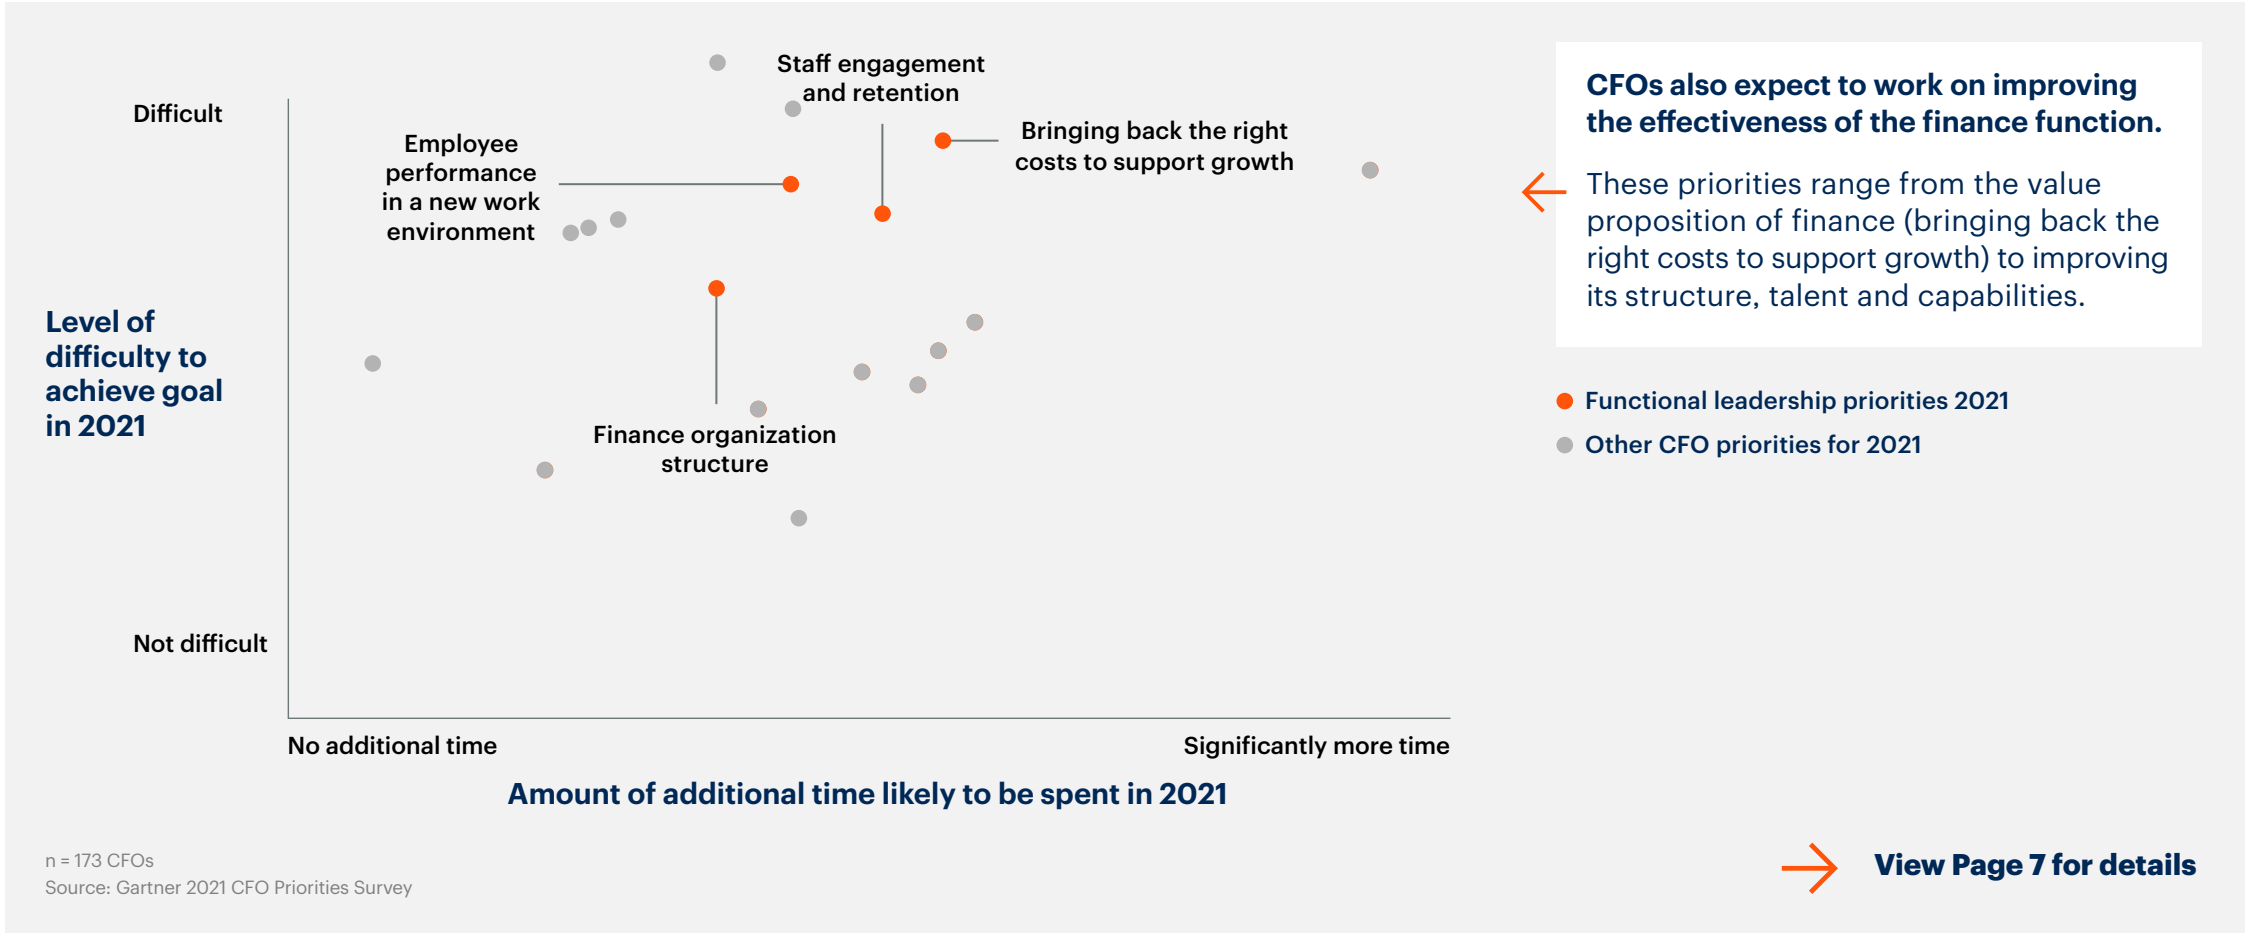 Difficult
Staff engagement
and retention
Employee
performance
in a new work
environment
Bringing back the right
costs to support growth
Level of
difficulty to
achieve goal
in 2021
Finance organization
structure
Not difficult
No additional time
Significantly more time
Amount of additional time likely to be spent in 2021
CFOs also expect to work on improving
the effectiveness of the finance function.
These priorities range from the value
proposition of finance (bringing back the
right costs to support growth) to improving
its structure, talent and capabilities.
Functional leadership priorities 2021
Other CFO priorities for 2021
n = 173 CFOs
Source: Gartner 2021 CFO Priorities Survey
View Page 7 for details